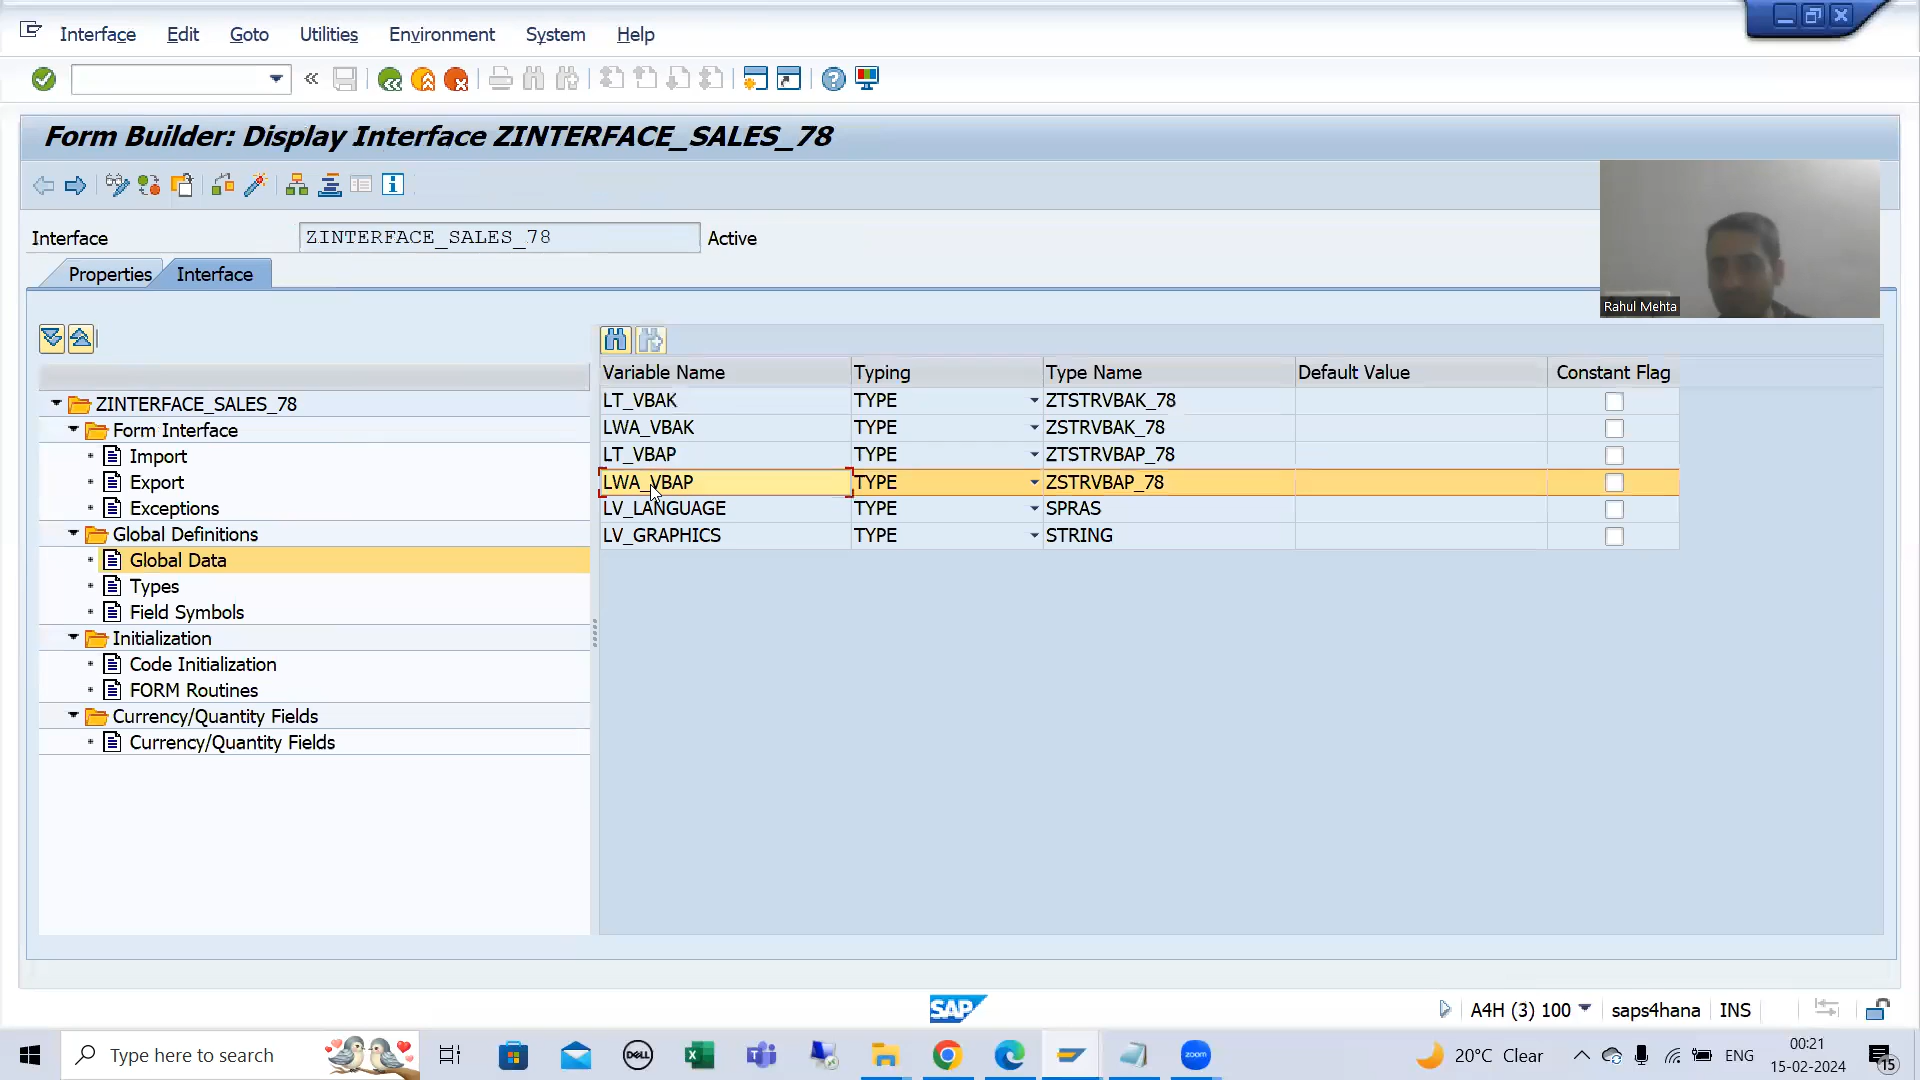 Interface Edit Goto Utilities Environment System Help
Form Builder: Display Interface ZINTERFACE_SALES_78
Interface ZINTERFACE_SALES_78 Active
Properties Interface
Rahul Mehta
Variable Name Typing Type Name Default Value Constant Flag
LT_VBAK TYPE ZTSTRVBAK_78
LWA_VBAK TYPE ZSTRVBAK_78
LT_VBAP TYPE ZTSTRVBAP_78
LWA_VBAP TYPE ZSTRVBAP_78
LV_LANGUAGE TYPE SPRAS
LV_GRAPHICS TYPE STRING
ZINTERFACE_SALES_78
Form Interface
Import
Export
Exceptions
Global Definitions
Global Data
Types
Field Symbols
Initialization
Code Initialization
FORM Routines
Currency/Quantity Fields
Currency/Quantity Fields
SAP A4H (3) 100 saps4hana INS
Type here to search DELL zoom 20°C Clear ENG
00:21
15-02-2024
15